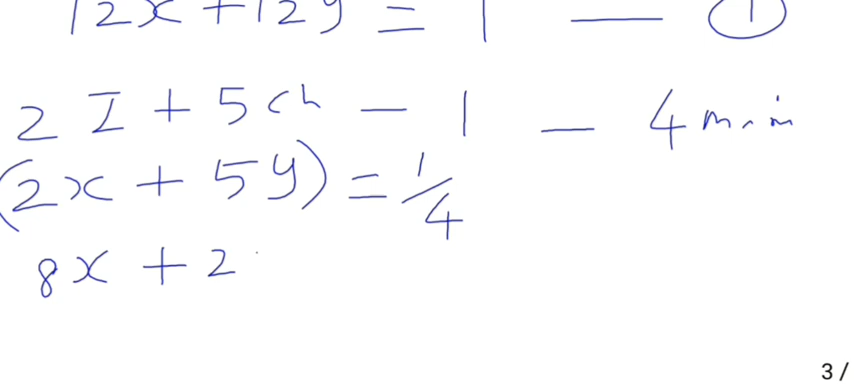 12x + 12y = 1 — ①
2 I + 5 ch – 1 — 4 min
(2x + 5y) = 1/4
8x + 2
3 /